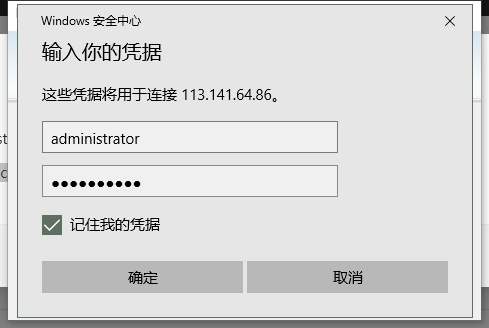 Windows 安全中心
输入你的凭据
这些凭据将用于连接 113.141.64.86。
administrator
●●●●●●●●●●
记住我的凭据
确定
取消
st
c